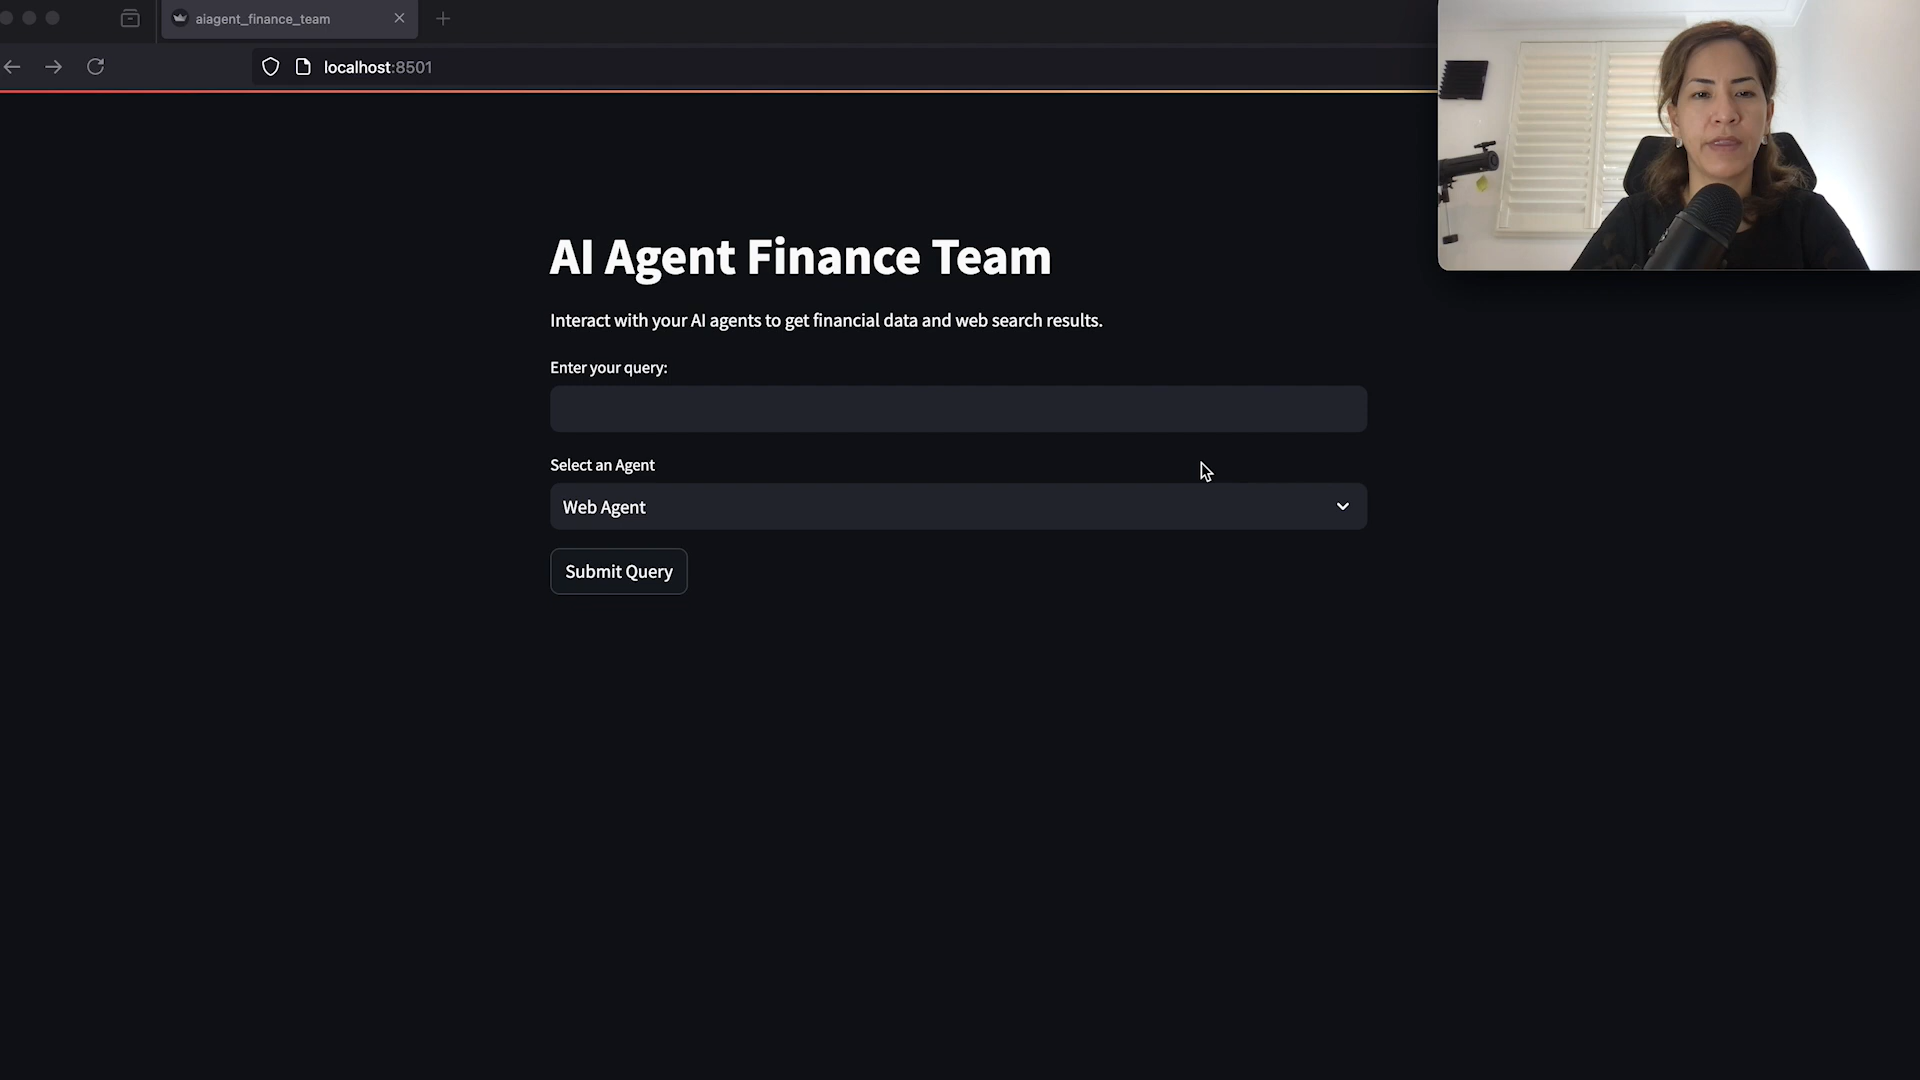 aiagent_finance_team
localhost:8501
AI Agent Finance Team
Interact with your AI agents to get financial data and web search results.
Enter your query:
Select an Agent
Web Agent
Submit Query